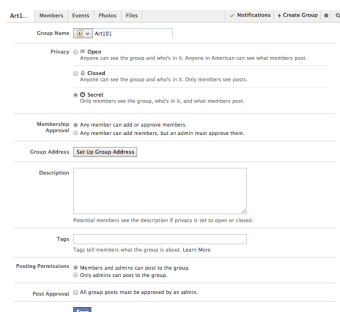 Art1... Members Events Photos Files ✓ Notifications + Create Group
Group Name Art101
Privacy Open
Anyone can see the group and who's in it. Anyone in American can see what members post.
Closed
Anyone can see the group and who's in it. Only members see posts.
Secret
Only members see the group, who's in it, and what members post.
Membership Approval Any member can add or approve members.
Any member can add members, but an admin must approve them.
Group Address Set Up Group Address
Description
Potential members see the description if privacy is set to open or closed.
Tags
Tags tell members what the group is about. Learn More
Posting Permissions Members and admins can post to the group.
Only admins can post to the group.
Post Approval All group posts must be approved by an admin.
Save